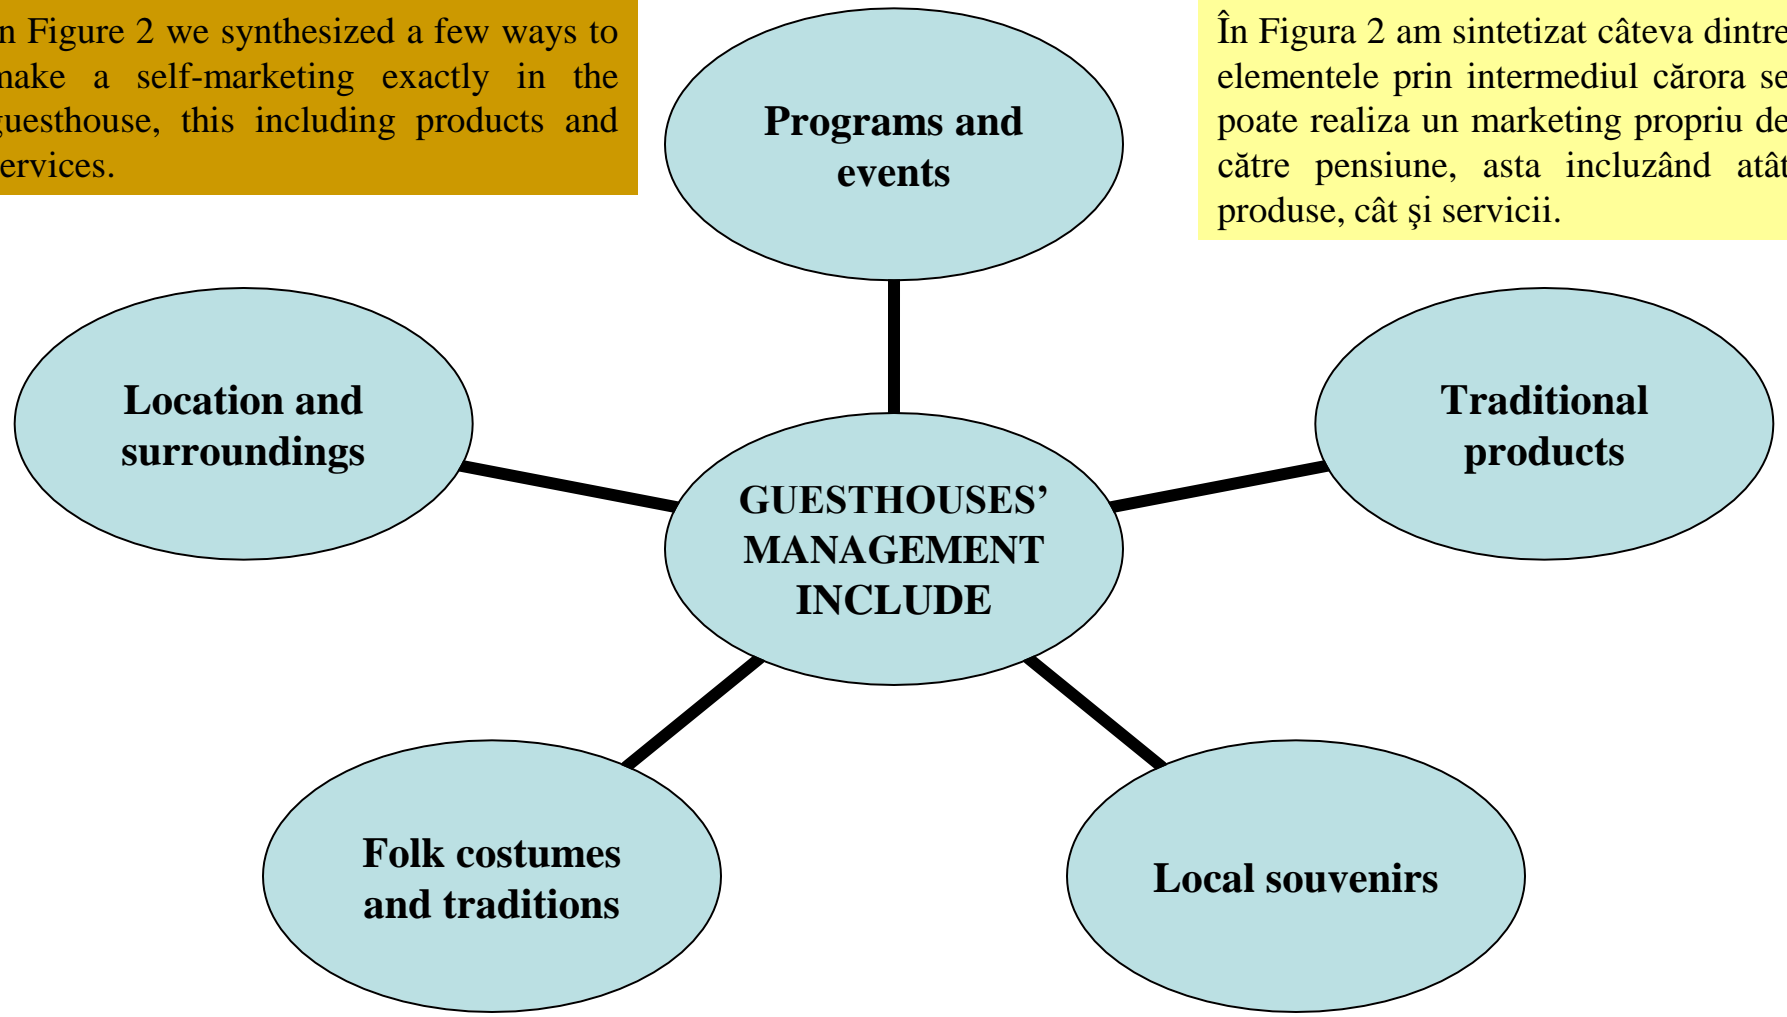 n Figure 2 we synthesized a few ways to
make a self-marketing exactly in the
guesthouse, this including products and
ervices.
În Figura 2 am sintetizat câteva dintre
elementele prin intermediul cărora se
poate realiza un marketing propriu de
către pensiune, asta incluzând atât
produse, cât şi servicii.
Programs and
events
Location and
surroundings
Traditional
products
GUESTHOUSES’
MANAGEMENT
INCLUDE
Folk costumes
and traditions
Local souvenirs